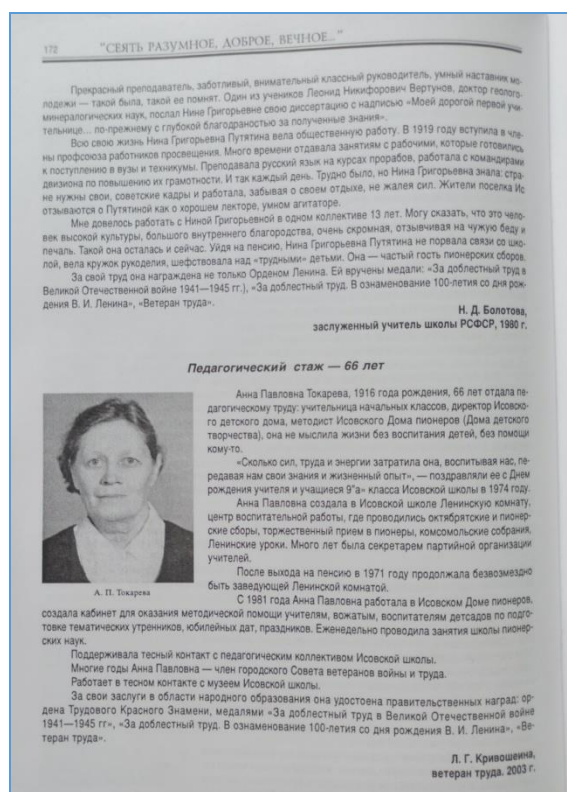 172
"СЕЯТЬ РАЗУМНОЕ, ДОБРОЕ, ВЕЧНОЕ..."
Прекрасный преподаватель, заботливый, внимательный классный руководитель, умный наставник мо-
лодежи — такой была, такой ее помнят. Один из учеников Леонид Никифорович Вертунов, доктор геолого-
минералогических наук, послал Нине Григорьевне свою диссертацию с надписью «Моей дорогой первой учи-
тельнице... по-прежнему с глубокой благодарностью за полученные знания».
Всю свою жизнь Нина Григорьевна Путятина вела общественную работу. В 1919 году вступила в чле-
ны профсоюза работников просвещения. Много времени отдавала занятиям с рабочими, которые готовились
к поступлению в вузы и техникумы. Преподавала русский язык на курсах прорабов, работала с командирами
дивизиона по повышению их грамотности. И так каждый день. Трудно было, но Нина Григорьевна знала: стра-
не нужны свои, советские кадры и работала, забывая о своем отдыхе, не жалея сил. Жители поселка Ис
отзываются о Путятиной как о хорошем лекторе, умном агитаторе.
Мне довелось работать с Ниной Григорьевной в одном коллективе 13 лет. Могу сказать, что это чело-
век высокой культуры, большого внутреннего благородства, очень скромная, отзывчивая на чужую беду и
печаль. Такой она осталась и сейчас. Уйдя на пенсию, Нина Григорьевна Путятина не порвала связи со шко-
лой, вела кружок рукоделия, шефствовала над «трудными» детьми. Она — частый гость пионерских сборов.
За свой труд она награждена не только Орденом Ленина. Ей вручены медали: «За доблестный труд в
Великой Отечественной войне 1941—1945 гг.), «За доблестный труд. В ознаменование 100-летия со дня рож-
дения В. И. Ленина», «Ветеран труда».
Н. Д. Болотова,
заслуженный учитель школы РСФСР, 1980 г.
Педагогический стаж — 66 лет
Анна Павловна Токарева, 1916 года рождения, 66 лет отдала пе-
дагогическому труду: учительница начальных классов, директор Исовско-
го детского дома, методист Исовского Дома пионеров (Дома детского
творчества), она не мыслила жизни без воспитания детей, без помощи
кому-то.
«Сколько сил, труда и энергии затратила она, воспитывая нас, пе-
редавая нам свои знания и жизненный опыт», — поздравляли ее с Днем
рождения учителя и учащиеся 9"а» класса Исовской школы в 1974 году.
Анна Павловна создала в Исовской школе Ленинскую комнату,
центр воспитательной работы, где проводились октябрятские и пионер-
ские сборы, торжественный прием в пионеры, комсомольские собрания,
Ленинские уроки. Много лет была секретарем партийной организации
учителей.
После выхода на пенсию в 1971 году продолжала безвозмездно
быть заведующей Ленинской комнатой.
А. П. Токарева
С 1981 года Анна Павловна работала в Исовском Доме пионеров,
создала кабинет для оказания методической помощи учителям, вожатым, воспитателям детсадов по подго-
товке тематических утренников, юбилейных дат, праздников. Еженедельно проводила занятия школы пионер-
ских наук.
Поддерживала тесный контакт с педагогическим коллективом Исовской школы.
Многие годы Анна Павловна — член городского Совета ветеранов войны и труда.
Работает в тесном контакте с музеем Исовской школы.
За свои заслуги в области народного образования она удостоена правительственных наград: ор-
дена Трудового Красного Знамени, медалями «За доблестный труд в Великой Отечественной войне
1941—1945 гг», «За доблестный труд. В ознаменование 100-летия со дня рождения В. И. Ленина», «Ве-
теран труда».
Л. Г. Кривошеина,
ветеран труда. 2003 г.